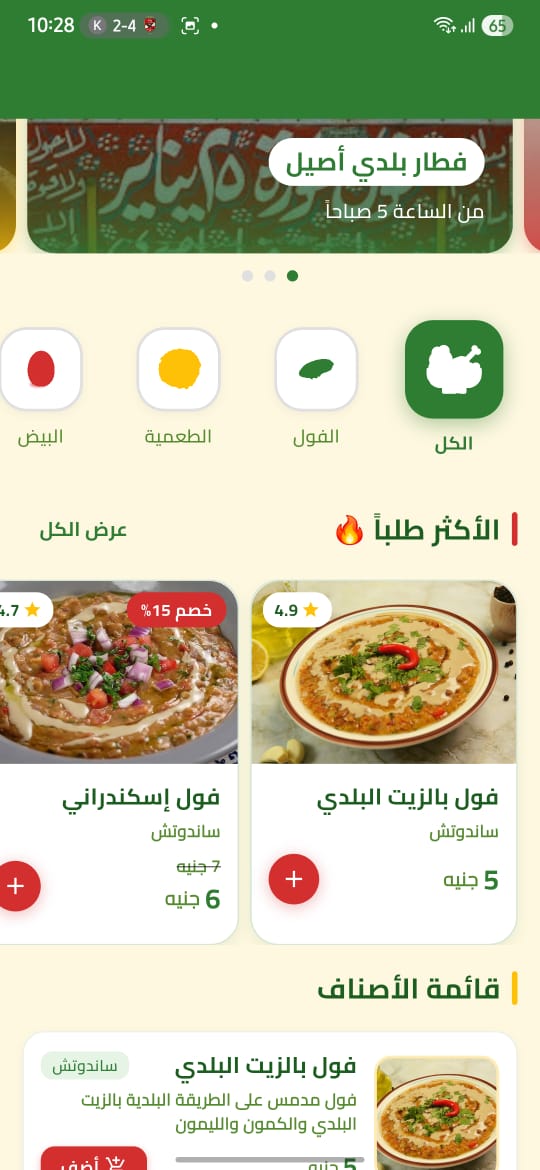 10:28
K 2-4
65
ثورة ٢٥ يناير
فطار بلدي أصيل
من الساعة 5 صباحاً
الكل
الفول
الطعمية
البيض
الأكثر طلباً 🔥
عرض الكل
4.9
خصم 15%
4.7
فول بالزيت البلدي
ساندوتش
5 جنيه
+
فول إسكندراني
ساندوتش
7 جنيه
6 جنيه
+
قائمة الأصناف
فول بالزيت البلدي
ساندوتش
فول مدمس على الطريقة البلدية بالزيت
البلدي والكمون والليمون
5 جنيه
أضف